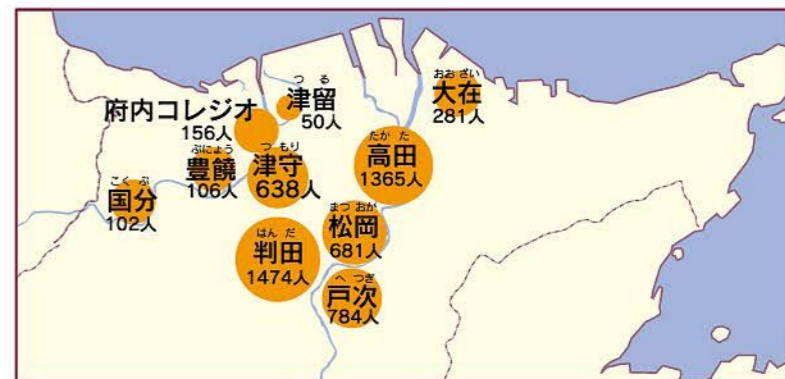 つる
津留
50人
おおざい
大在
281人
府内コレジオ
156人
ぶにょう
豊饒
106人
つもり
津守
638人
たかた
高田
1365人
こくぶ
国分
102人
まつおか
松岡
681人
はんだ
判田
1474人
へつぎ
戸次
784人